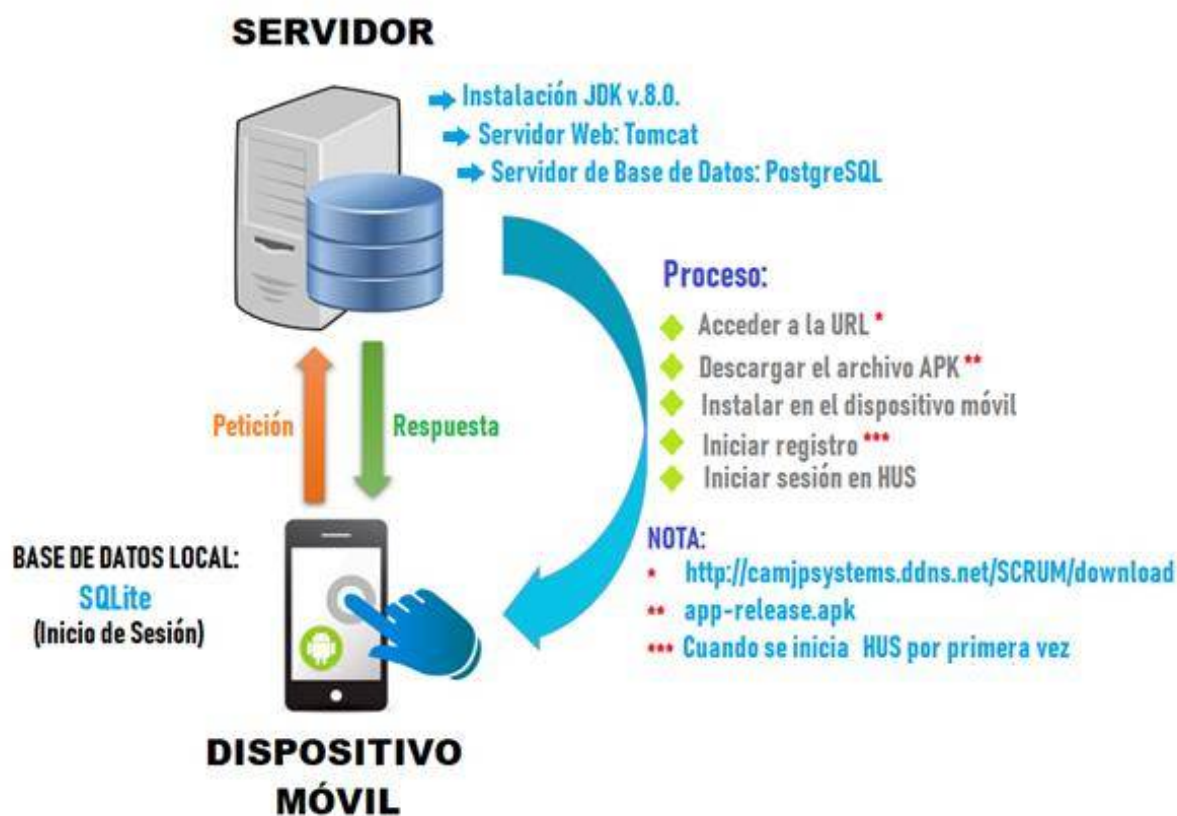 SERVIDOR
Instalación JDK v.8.0.
Servidor Web: Tomcat
Servidor de Base de Datos: PostgreSQL
Proceso:
Acceder a la URL *
Descargar el archivo APK **
Instalar en el dispositivo móvil
Iniciar registro ***
Iniciar sesión en HUS
Petición
Respuesta
BASE DE DATOS LOCAL:
SQLite
(Inicio de Sesión)
NOTA:
* http://camjpsystems.ddns.net/SCRUM/download
** app-release.apk
*** Cuando se inicia HUS por primera vez
DISPOSITIVO
MÓVIL